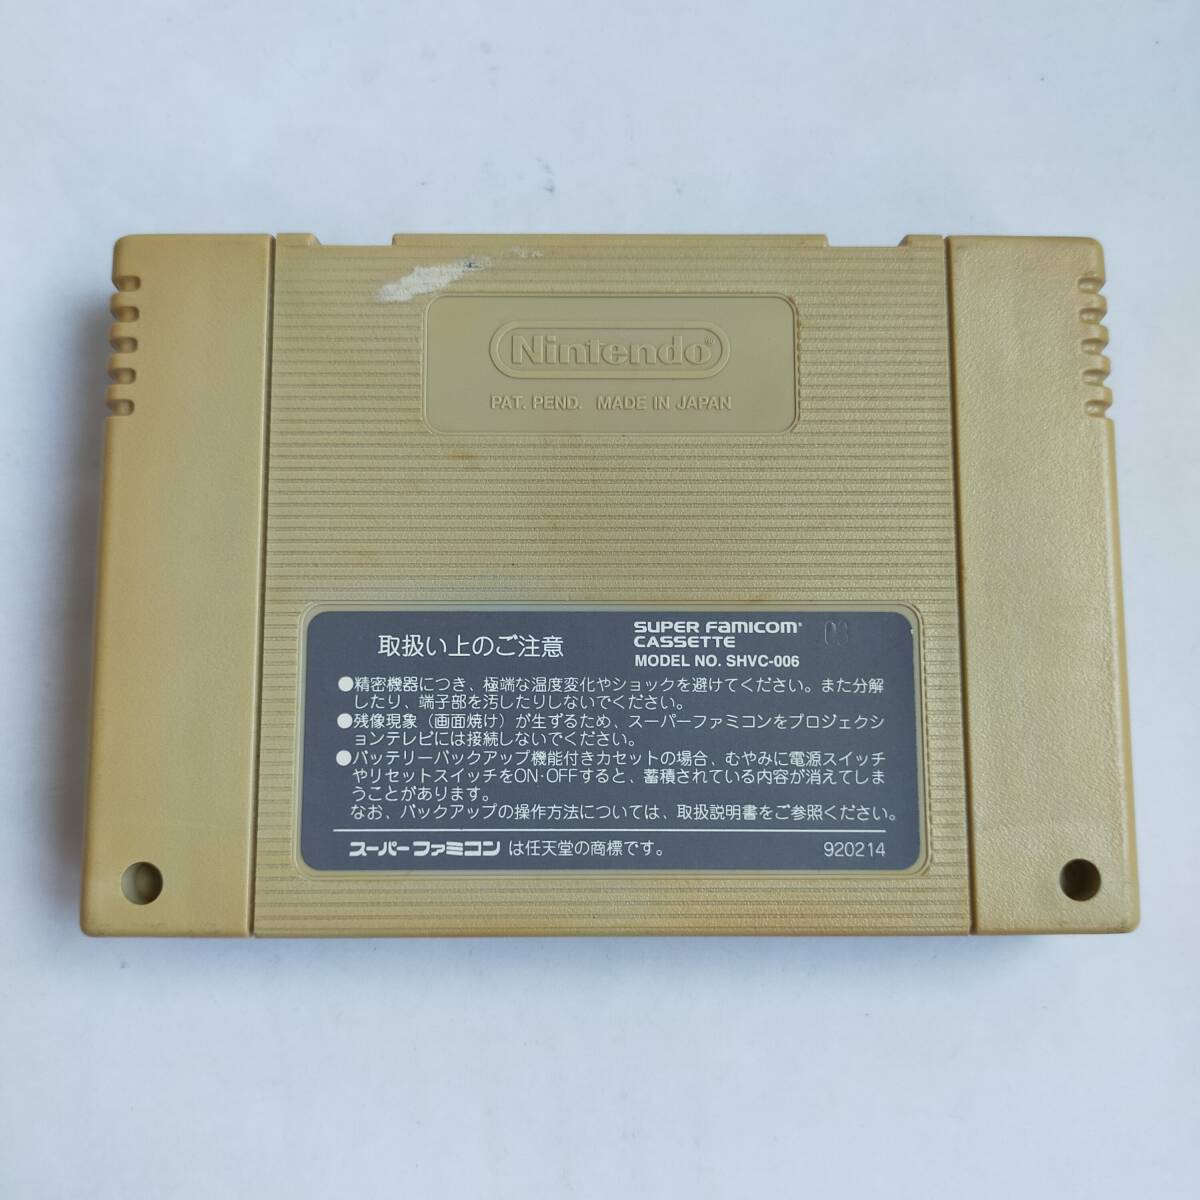 Nintendo®
PAT. PEND. MADE IN JAPAN
取扱い上のご注意
SUPER FAMICOM®
CASSETTE
MODEL NO. SHVC-006
●精密機器につき、極端な温度変化やショックを避けてください。また分解
したり、端子部を汚したりしないでください。
●残像現象（画面焼け）が生ずるため、スーパーファミコンをプロジェクシ
ョンテレビには接続しないでください。
●バッテリーバックアップ機能付きカセットの場合、むやみに電源スイッチ
やリセットスイッチをON・OFFすると、蓄積されている内容が消えてしま
うことがあります。
なお、バックアップの操作方法については、取扱説明書をご参照ください。
スーパーファミコン は任天堂の商標です。
920214